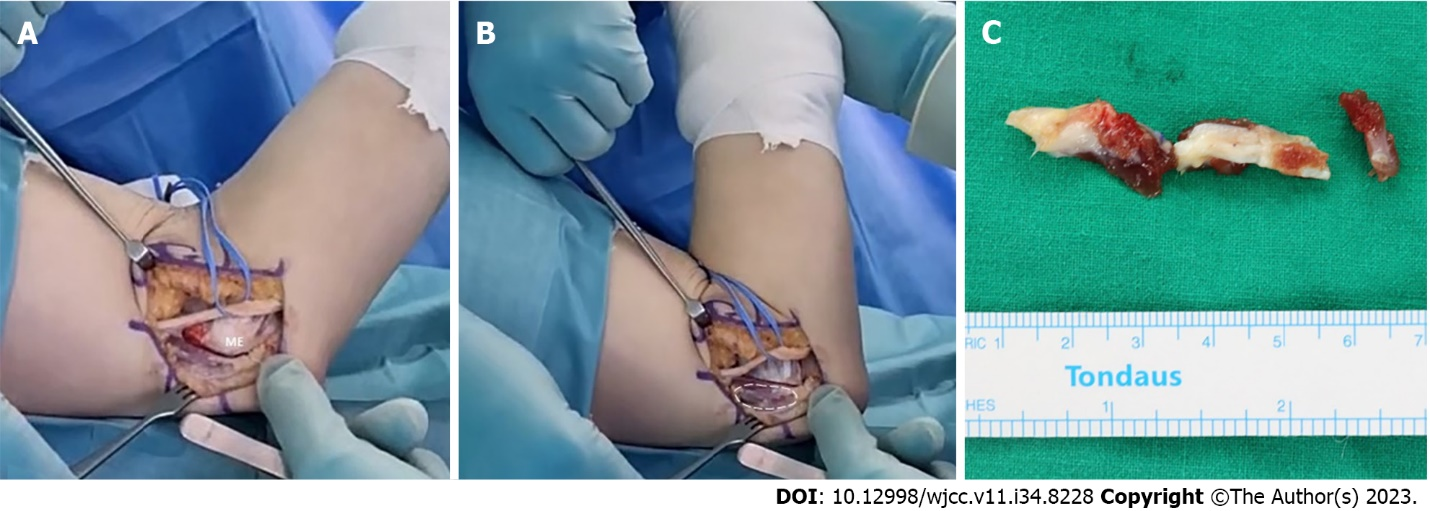 A
B
C
ME
RIC 1 2 3 4 5 6 7
Tondaus
HES 1 2
DOI: 10.12998/wjcc.v11.i34.8228 Copyright ©The Author(s) 2023.